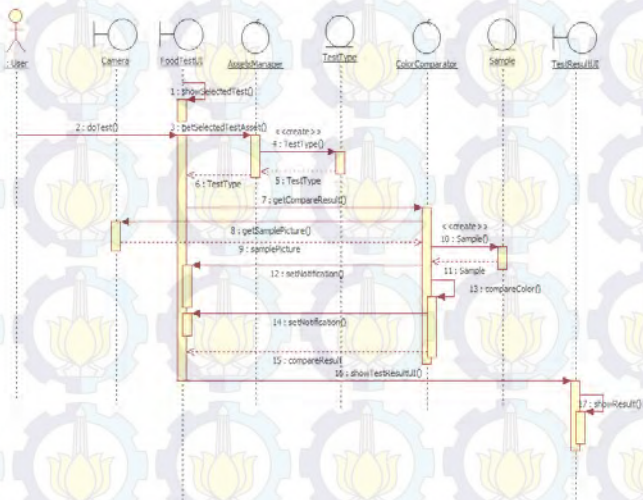 : User
Camera
FoodTestUI
AssetsManager
TestType
ColorComparator
Sample
TestResultUI
1 : showSelectedTest()
2 : doTest()
3 : getSelectedTestAsset()
<<create>>
4 : TestType()
5 : TestType
6 : TestType
7 : getCompareResult()
8 : getSamplePicture()
9 : samplePicture
<<create>>
10 : Sample()
11 : Sample
12 : setNotification()
13 : compareColor()
14 : setNotification()
15 : compareResult
16 : showTestResultUI()
17 : showResult()